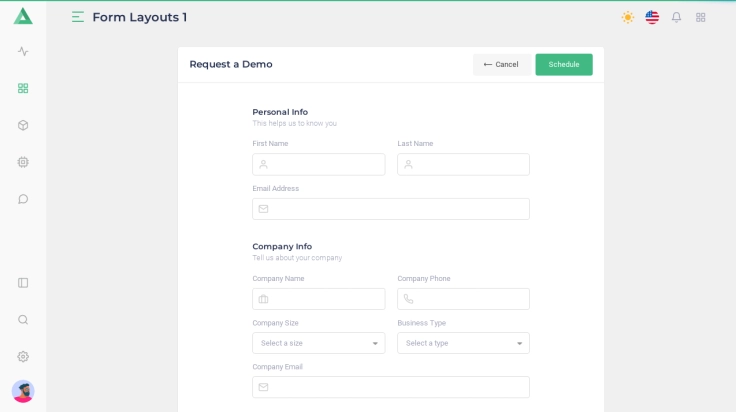 Form Layouts 1
Request a Demo
Cancel
Schedule
Personal Info
This helps us to know you
First Name
Last Name
Email Address
Company Info
Tell us about your company
Company Name
Company Phone
Company Size
Business Type
Select a size
Select a type
Company Email